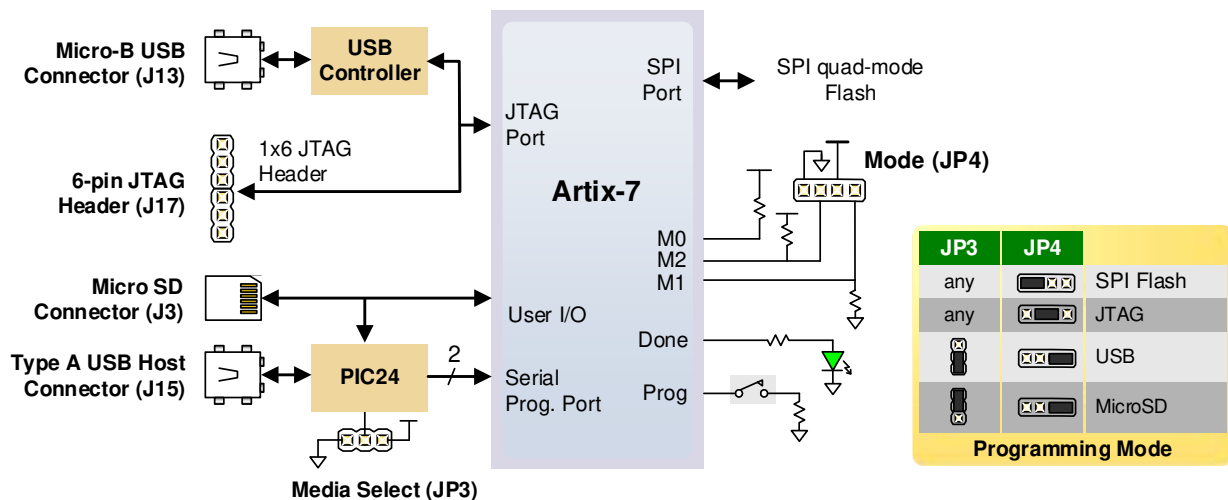 Micro-B USB
Connector (J13)
USB
Controller
6-pin JTAG
Header (J17)
1x6 JTAG
Header
Micro SD
Connector (J3)
Type A USB Host
Connector (J15)
PIC24
2
Media Select (JP3)
JTAG
Port
SPI
Port
Artix-7
M0
M2
M1
User I/O
Done
Serial
Prog. Port
Prog
SPI quad-mode
Flash
Mode (JP4)
JP3 JP4
any SPI Flash
any JTAG
USB
MicroSD
Programming Mode